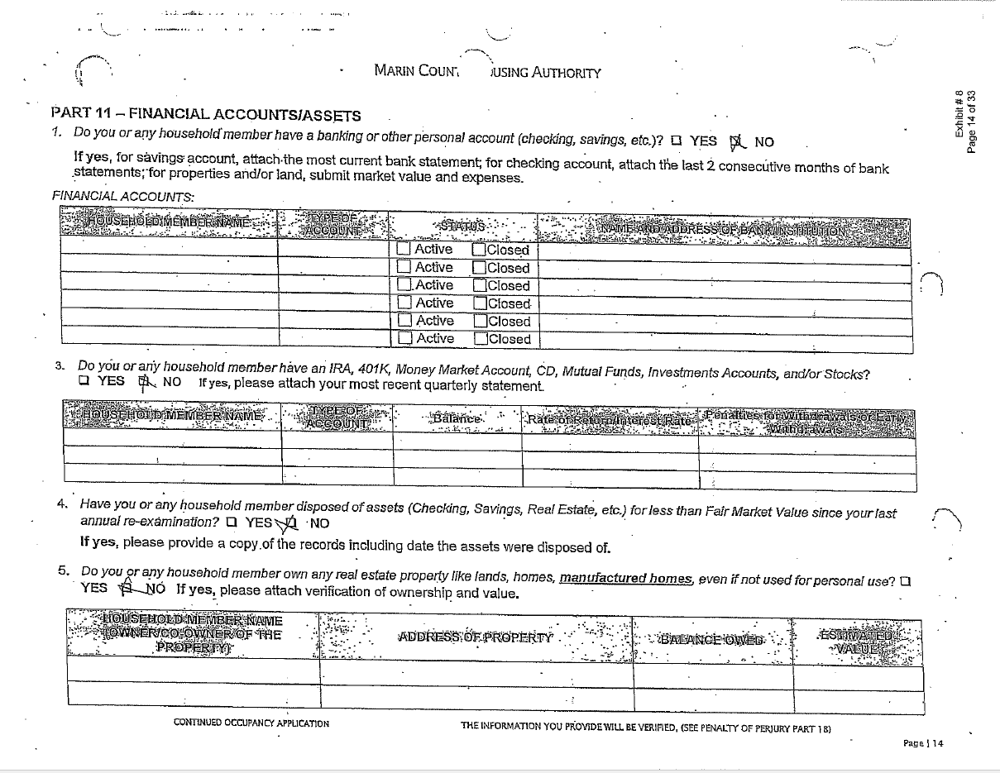 MARIN COUN USING AUTHORITY
Exhibit # 8
Page 14 of 33
PART 11 – FINANCIAL ACCOUNTS/ASSETS
1. Do you or any household member have a banking or other personal account (checking, savings, etc.)? ☐ YES ☒ NO
If yes, for savings account, attach the most current bank statement; for checking account, attach the last 2 consecutive months of bank
statements; for properties and/or land, submit market value and expenses.
FINANCIAL ACCOUNTS:
HOUSEHOLD MEMBER NAME TYPE OF ACCOUNT STATUS NAME AND ADDRESS OF BANK/INSTITUTION
☐ Active ☐ Closed
☐ Active ☐ Closed
☐ Active ☐ Closed
☐ Active ☐ Closed
☐ Active ☐ Closed
☐ Active ☐ Closed
3. Do you or any household member have an IRA, 401K, Money Market Account, CD, Mutual Funds, Investments Accounts, and/or Stocks?
☐ YES ☒ NO If yes, please attach your most recent quarterly statement.
HOUSEHOLD MEMBER NAME TYPE OF ACCOUNT Balance Rate of Return/Interest Rate Penalties for Withdrawals or Early Withdrawals
4. Have you or any household member disposed of assets (Checking, Savings, Real Estate, etc.) for less than Fair Market Value since your last
annual re-examination? ☐ YES ☒ NO
If yes, please provide a copy of the records including date the assets were disposed of.
5. Do you or any household member own any real estate property like lands, homes, manufactured homes, even if not used for personal use? ☐
YES ☒ NO If yes, please attach verification of ownership and value.
HOUSEHOLD MEMBER NAME (OWNER/CO-OWNER OF THE PROPERTY) ADDRESS OF PROPERTY BALANCE OWED ESTIMATED VALUE
CONTINUED OCCUPANCY APPLICATION THE INFORMATION YOU PROVIDE WILL BE VERIFIED, (SEE PENALTY OF PERJURY PART 18)
Page | 14